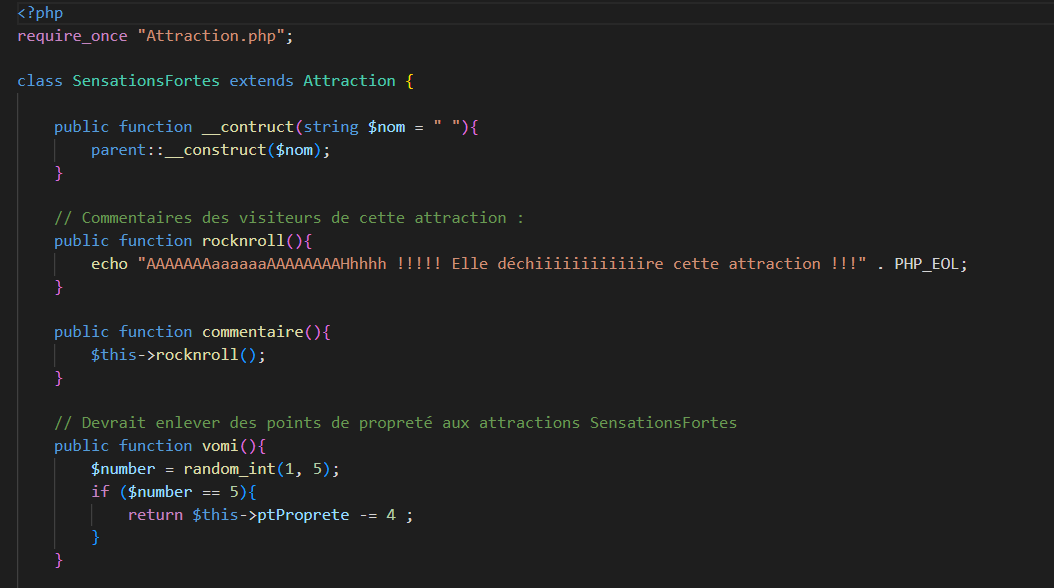 <?php
require_once "Attraction.php";
class SensationsFortes extends Attraction {
public function __contruct(string $nom = " "){
parent::__construct($nom);
}
// Commentaires des visiteurs de cette attraction :
public function rocknroll(){
echo "AAAAAAAaaaaaaAAAAAAAAHhhhh !!!!! Elle déchiiiiiiiiiiiire cette attraction !!!" . PHP_EOL;
}
public function commentaire(){
$this->rocknroll();
}
// Devrait enlever des points de propreté aux attractions SensationsFortes
public function vomi(){
$number = random_int(1, 5);
if ($number == 5){
return $this->ptProprete -= 4 ;
}
}